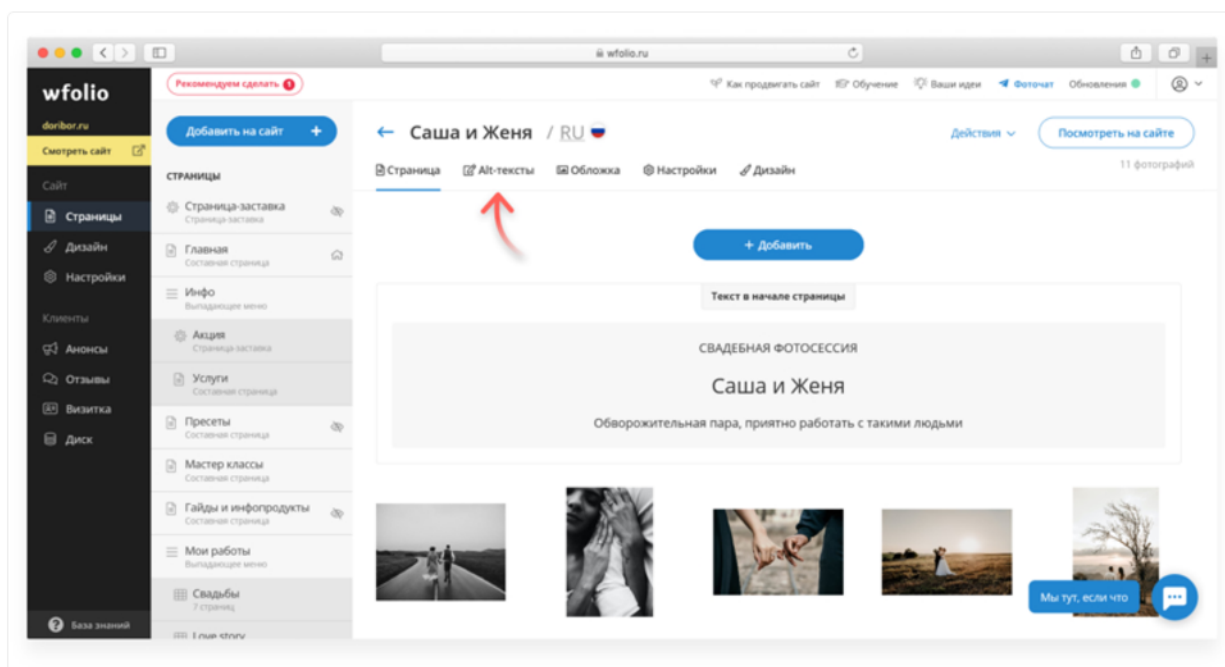 wfolio.ru
wfolio
Рекомендуем сделать 1
Как продвигать сайт
Обучение
Ваши идеи
Фоточат
Обновления
doribor.ru
Смотреть сайт
Добавить на сайт +
← Саша и Женя / RU
Действия
Посмотреть на сайте
Страница
Alt-тексты
Обложка
Настройки
Дизайн
11 фотографий
Сайт
Страницы
Дизайн
Настройки
Клиенты
Анонсы
Отзывы
Визитка
Диск
? База знаний
СТРАНИЦЫ
Страница-заставка
Страница-заставка
Главная
Составная страница
Инфо
Выпадающее меню
Акция
Страница-заставка
Услуги
Составная страница
Пресеты
Составная страница
Мастер классы
Составная страница
Гайды и инфопродукты
Составная страница
Мои работы
Выпадающее меню
Свадьбы
7 страниц
Love story
+ Добавить
Текст в начале страницы
СВАДЕБНАЯ ФОТОСЕССИЯ
Саша и Женя
Обворожительная пара, приятно работать с такими людьми
Мы тут, если что